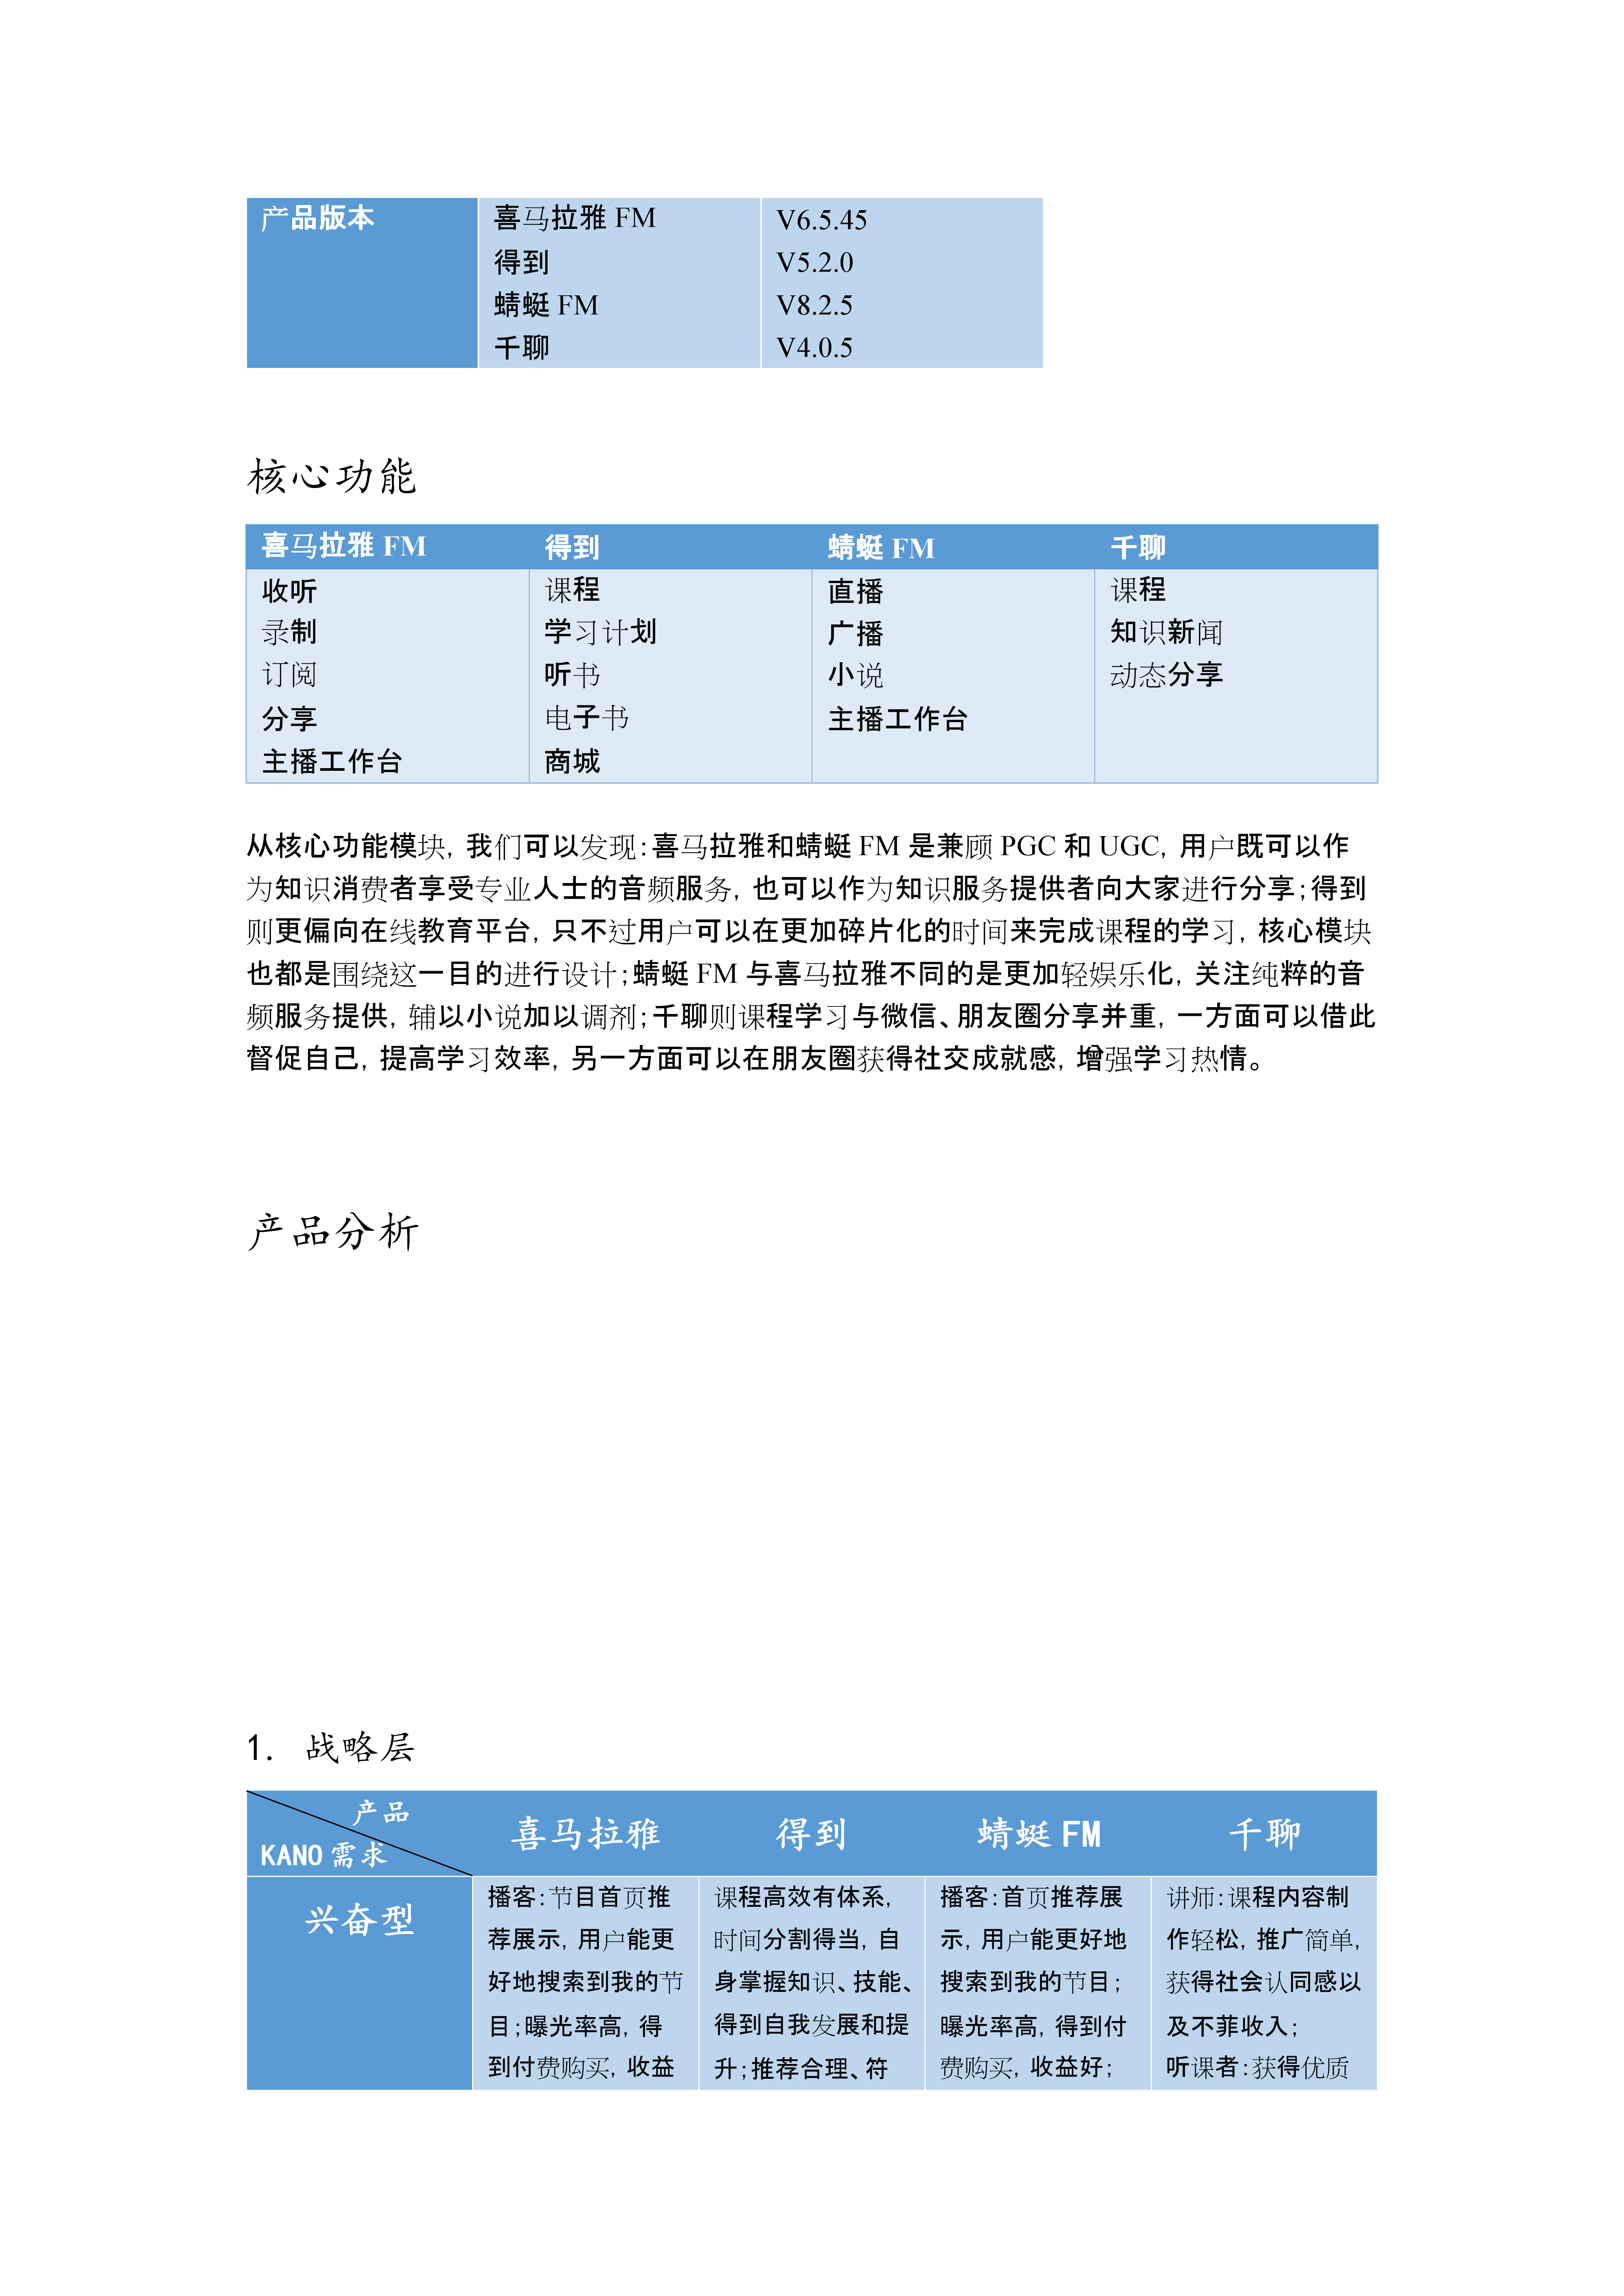 产品版本 喜马拉雅 FM V6.5.45
得到 V5.2.0
蜻蜓 FM V8.2.5
千聊 V4.0.5
核心功能
喜马拉雅 FM 得到 蜻蜓 FM 千聊
收听 课程 直播 课程
录制 学习计划 广播 知识新闻
订阅 听书 小说 动态分享
分享 电子书 主播工作台
主播工作台 商城
从核心功能模块，我们可以发现：喜马拉雅和蜻蜓 FM 是兼顾 PGC 和 UGC，用户既可以作
为知识消费者享受专业人士的音频服务，也可以作为知识服务提供者向大家进行分享；得到
则更偏向在线教育平台，只不过用户可以在更加碎片化的时间来完成课程的学习，核心模块
也都是围绕这一目的进行设计；蜻蜓 FM 与喜马拉雅不同的是更加轻娱乐化，关注纯粹的音
频服务提供，辅以小说加以调剂；千聊则课程学习与微信、朋友圈分享并重，一方面可以借此
督促自己，提高学习效率，另一方面可以在朋友圈获得社交成就感，增强学习热情。
产品分析
1. 战略层
产品
KANO 需求
喜马拉雅 得到 蜻蜓 FM 千聊
兴奋型
播客：节目首页推
荐展示，用户能更
好地搜索到我的节
目；曝光率高，得
到付费购买，收益
课程高效有体系，
时间分割得当，自
身掌握知识、技能、
得到自我发展和提
升；推荐合理、符
播客：首页推荐展
示，用户能更好地
搜索到我的节目；
曝光率高，得到付
费购买，收益好；
讲师：课程内容制
作轻松，推广简单，
获得社会认同感以
及不菲收入；
听课者：获得优质